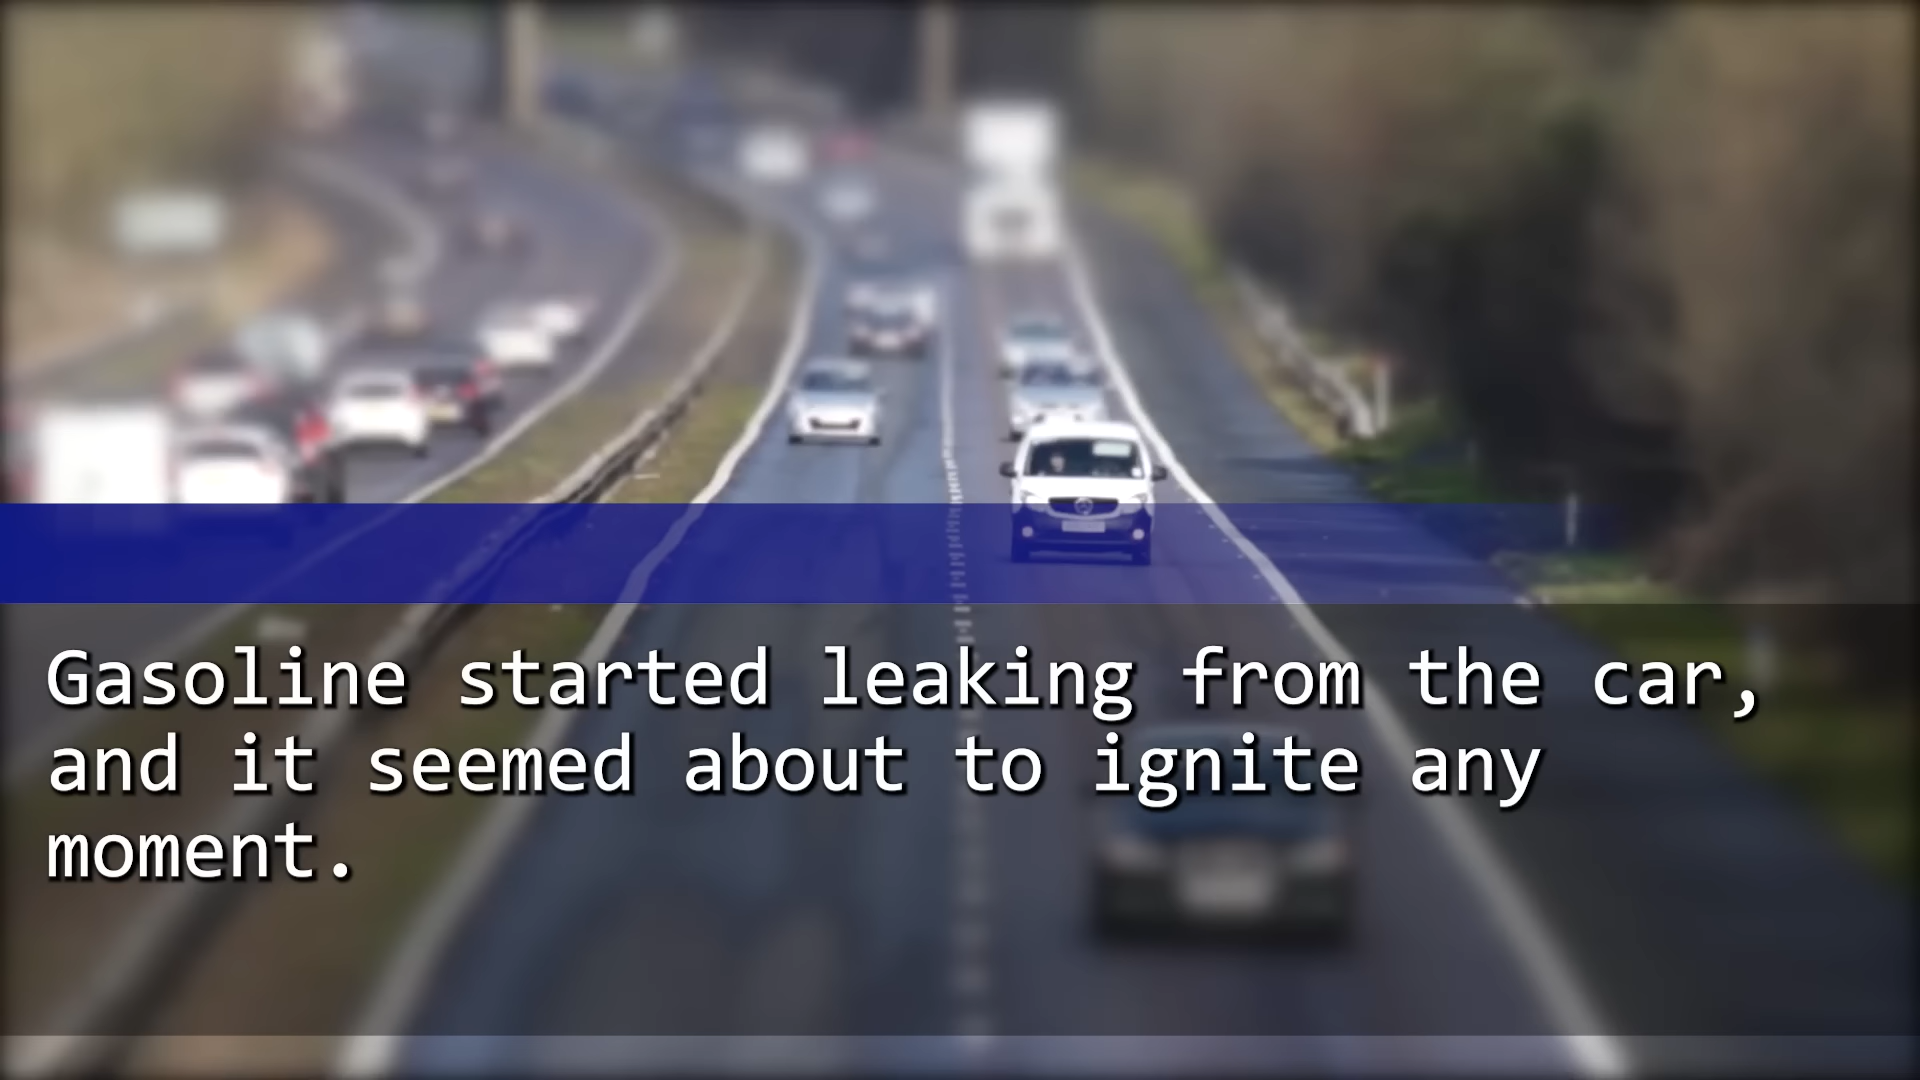 Gasoline started leaking from the car,
and it seemed about to ignite any
moment.